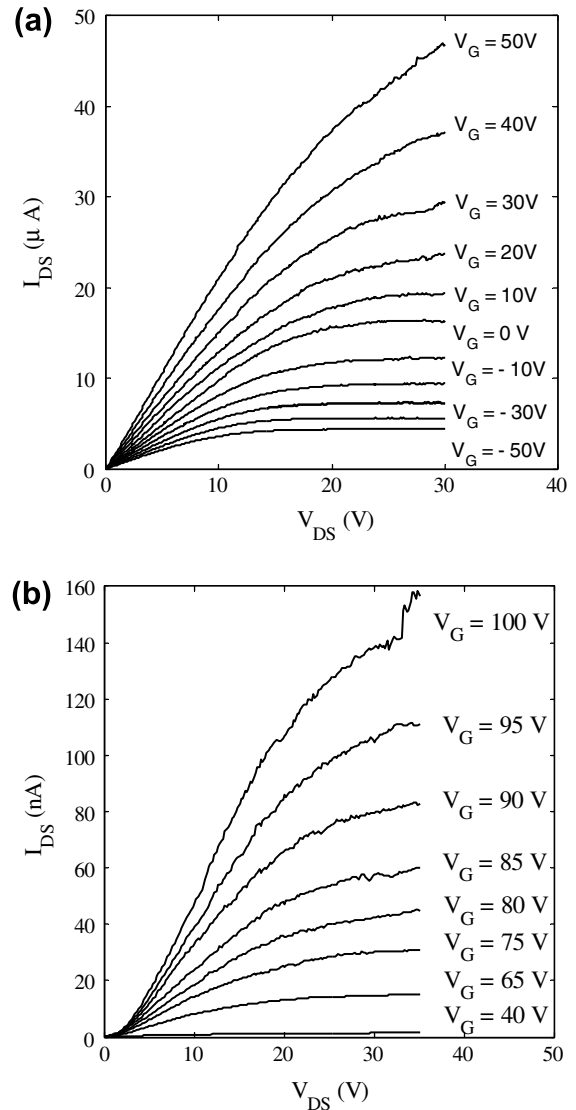 (a)
50
40
30
20
10
0
I_DS (μ A)
V_G = 50V
V_G = 40V
V_G = 30V
V_G = 20V
V_G = 10V
V_G = 0 V
V_G = - 10V
V_G = - 30V
V_G = - 50V
0 10 20 30 40
V_DS (V)
(b)
160
140
120
100
80
60
40
20
0
I_DS (nA)
V_G = 100 V
V_G = 95 V
V_G = 90 V
V_G = 85 V
V_G = 80 V
V_G = 75 V
V_G = 65 V
V_G = 40 V
0 10 20 30 40 50
V_DS (V)